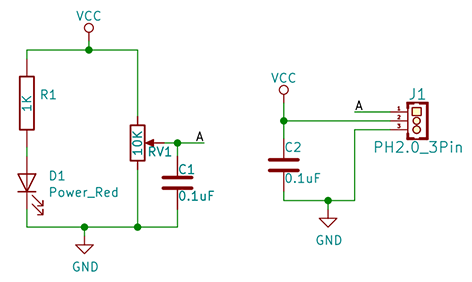 VCC
R1
1K
D1
Power_Red
10K
RV1
A
C1
0.1uF
GND
VCC
C2
0.1uF
GND
A
J1
1
2
3
PH2.0_3Pin